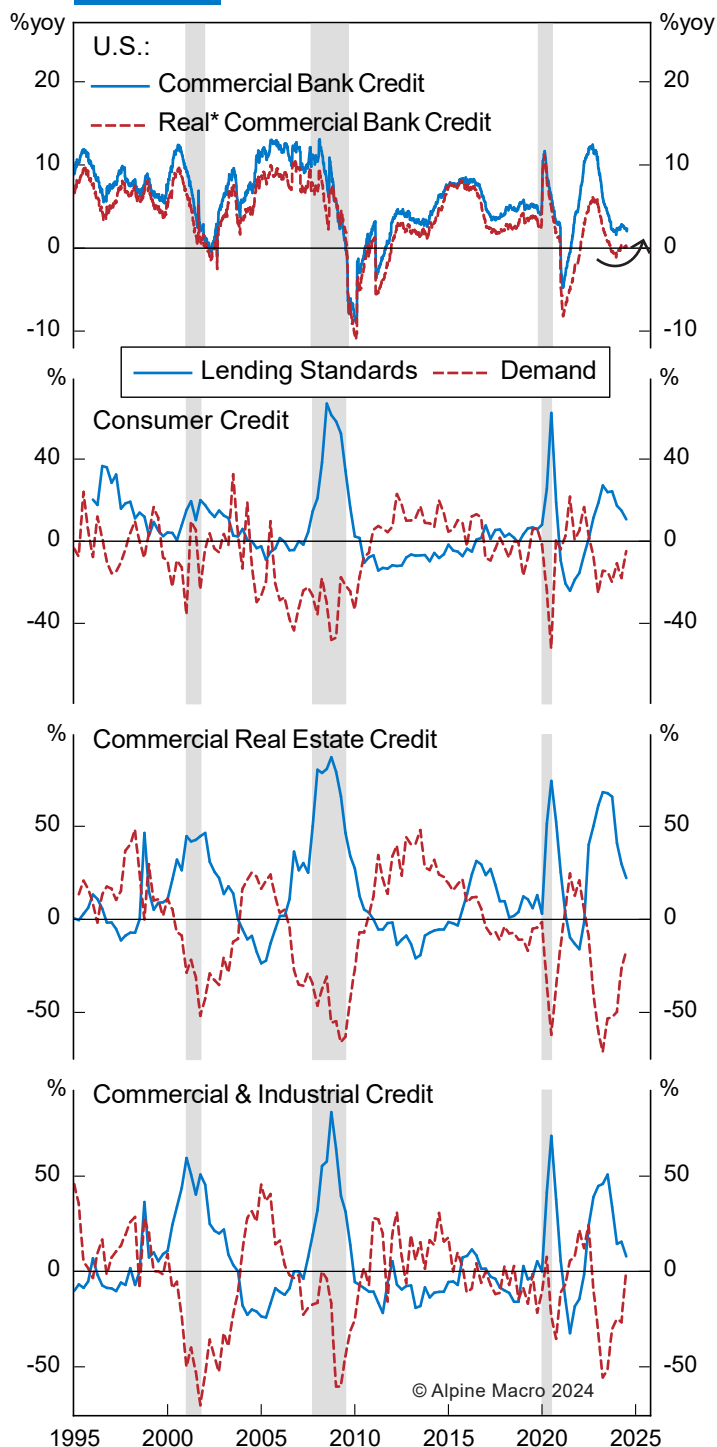 %yoy %yoy
U.S.:
20 20
Commercial Bank Credit
Real* Commercial Bank Credit
10 10
0 0
-10 -10
Lending Standards Demand
% %
Consumer Credit
40 40
0 0
-40 -40
% %
Commercial Real Estate Credit
50 50
0 0
-50 -50
% %
Commercial & Industrial Credit
50 50
0 0
-50 -50
© Alpine Macro 2024
1995 2000 2005 2010 2015 2020 2025